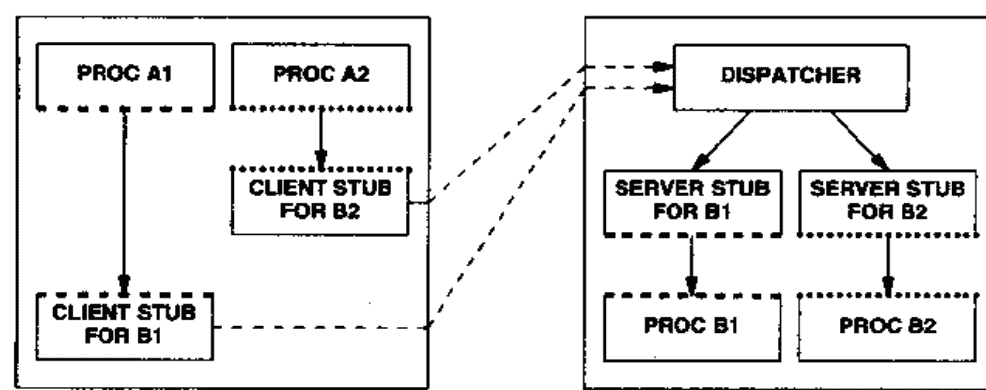 PROC A1
PROC A2
DISPATCHER
CLIENT STUB
FOR B2
SERVER STUB
FOR B1
SERVER STUB
FOR B2
CLIENT STUB
FOR B1
PROC B1
PROC B2